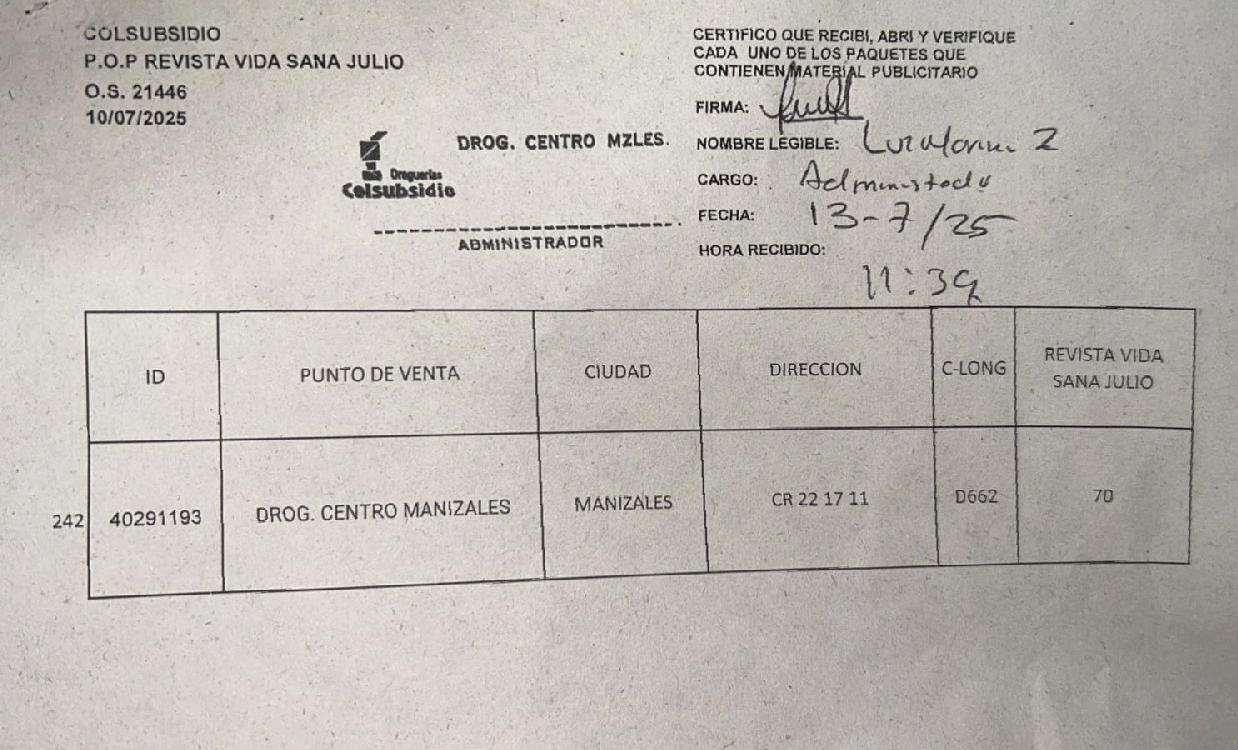 COLSUBSIDIO
P.O.P REVISTA VIDA SANA JULIO
O.S. 21446
10/07/2025
Droguerías
Colsubsidio
DROG. CENTRO MZLES.
ADMINISTRADOR
CERTIFICO QUE RECIBI, ABRI Y VERIFIQUE
CADA UNO DE LOS PAQUETES QUE
CONTIENEN MATERIAL PUBLICITARIO
FIRMA:
NOMBRE LEGIBLE: Luz
CARGO:
FECHA: 13-7/25
HORA RECIBIDO:
11:39
ID PUNTO DE VENTA CIUDAD DIRECCION C-LONG REVISTA VIDA SANA JULIO
242 40291193 DROG. CENTRO MANIZALES MANIZALES CR 22 17 11 D662 70